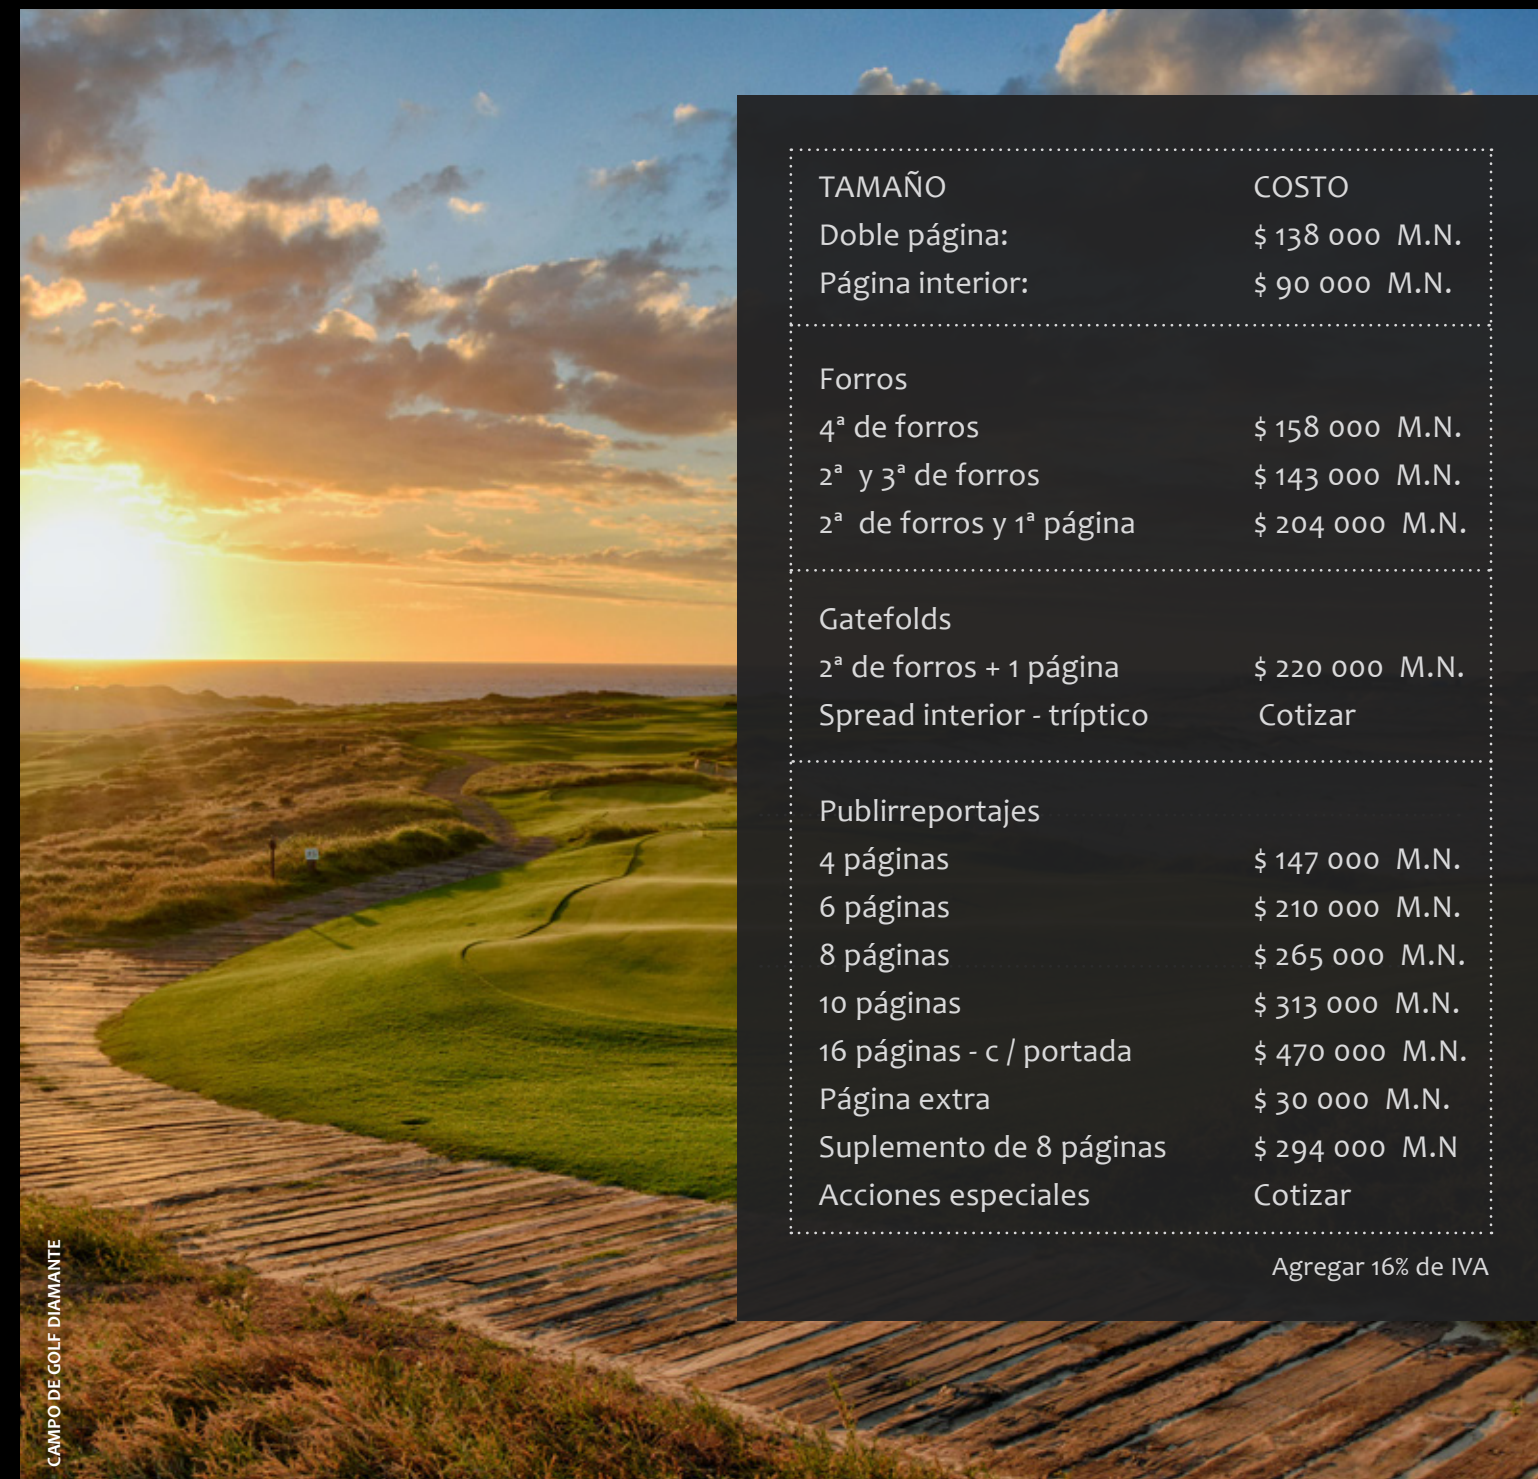 TAMAÑO COSTO
Doble página: $ 138 000 M.N.
Página interior: $ 90 000 M.N.
Forros
4ª de forros $ 158 000 M.N.
2ª y 3ª de forros $ 143 000 M.N.
2ª de forros y 1ª página $ 204 000 M.N.
Gatefolds
2ª de forros + 1 página $ 220 000 M.N.
Spread interior - tríptico Cotizar
Publirreportajes
4 páginas $ 147 000 M.N.
6 páginas $ 210 000 M.N.
8 páginas $ 265 000 M.N.
10 páginas $ 313 000 M.N.
16 páginas - c / portada $ 470 000 M.N.
Página extra $ 30 000 M.N.
Suplemento de 8 páginas $ 294 000 M.N
Acciones especiales Cotizar
Agregar 16% de IVA
CAMPO DE GOLF DIAMANTE